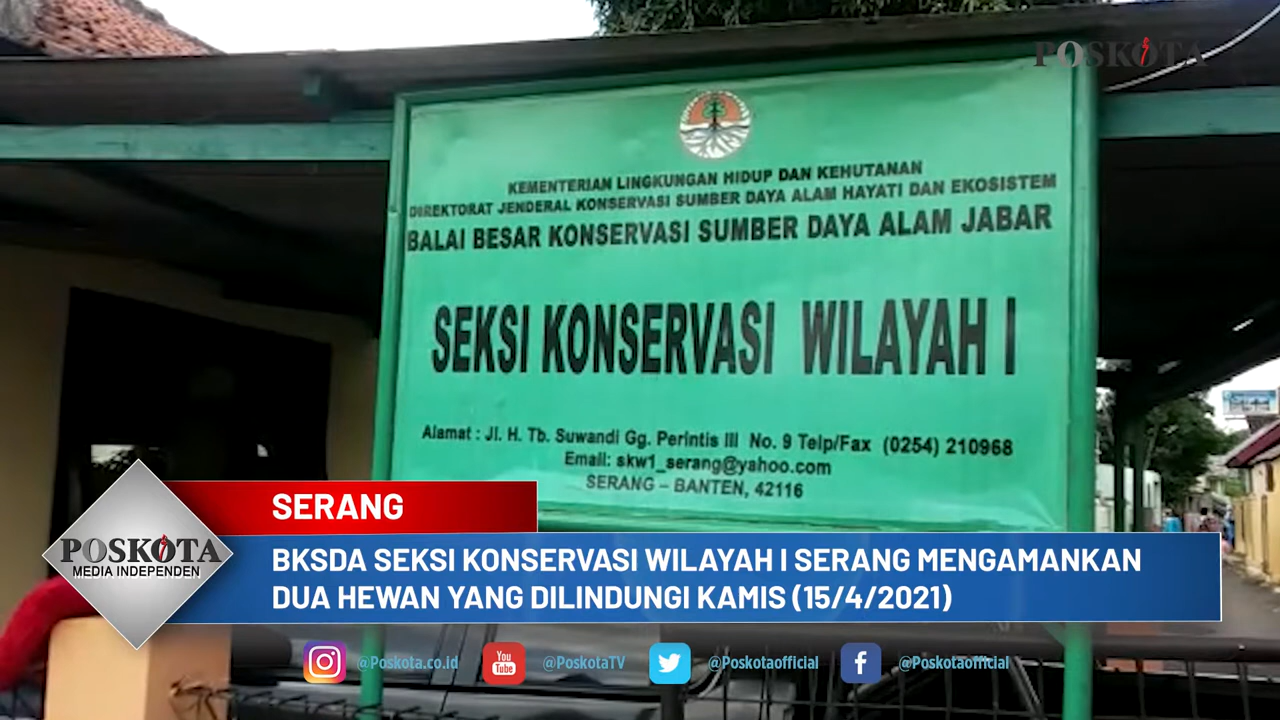 POSKOTA
KEMENTERIAN LINGKUNGAN HIDUP DAN KEHUTANAN
DIREKTORAT JENDERAL KONSERVASI SUMBER DAYA ALAM HAYATI DAN EKOSISTEM
BALAI BESAR KONSERVASI SUMBER DAYA ALAM JABAR
SEKSI KONSERVASI WILAYAH I
Alamat : Jl. H. Tb. Suwandi Gg. Perintis III No. 9 Telp/Fax (0254) 210968
Email: skw1_serang@yahoo.com
SERANG – BANTEN, 42116
SERANG
POSKOTA
MEDIA INDEPENDEN
BKSDA SEKSI KONSERVASI WILAYAH I SERANG MENGAMANKAN
DUA HEWAN YANG DILINDUNGI KAMIS (15/4/2021)
@Poskota.co.id
You Tube
@PoskotaTV
@Poskotaofficial
@Poskotaofficial